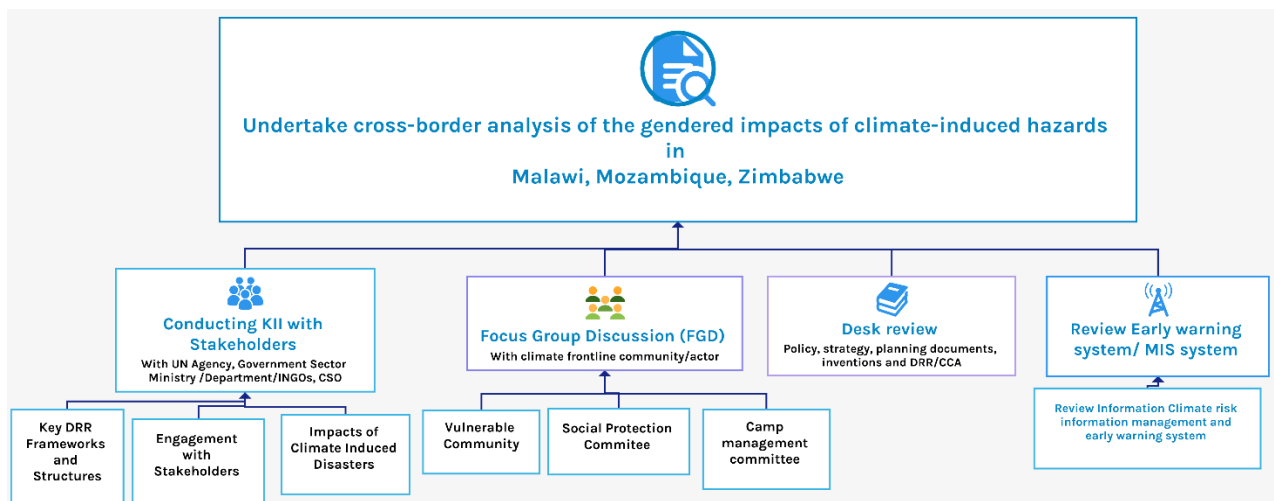 Undertake cross-border analysis of the gendered impacts of climate-induced hazards
in
Malawi, Mozambique, Zimbabwe
Conducting KII with
Stakeholders
With UN Agency, Government Sector
Ministry /Department/INGOs, CSO
Key DRR
Frameworks
and
Structures
Engagement
with
Stakeholders
Impacts of
Climate Induced
Disasters
Focus Group Discussion (FGD)
With climate frontline community/actor
Vulnerable
Community
Social Protection
Commitee
Camp
management
committee
Desk review
Policy, strategy, planning documents,
inventions and DRR/CCA
Review Early warning
system/ MIS system
Review Information Climate risk
information management and
early warning system